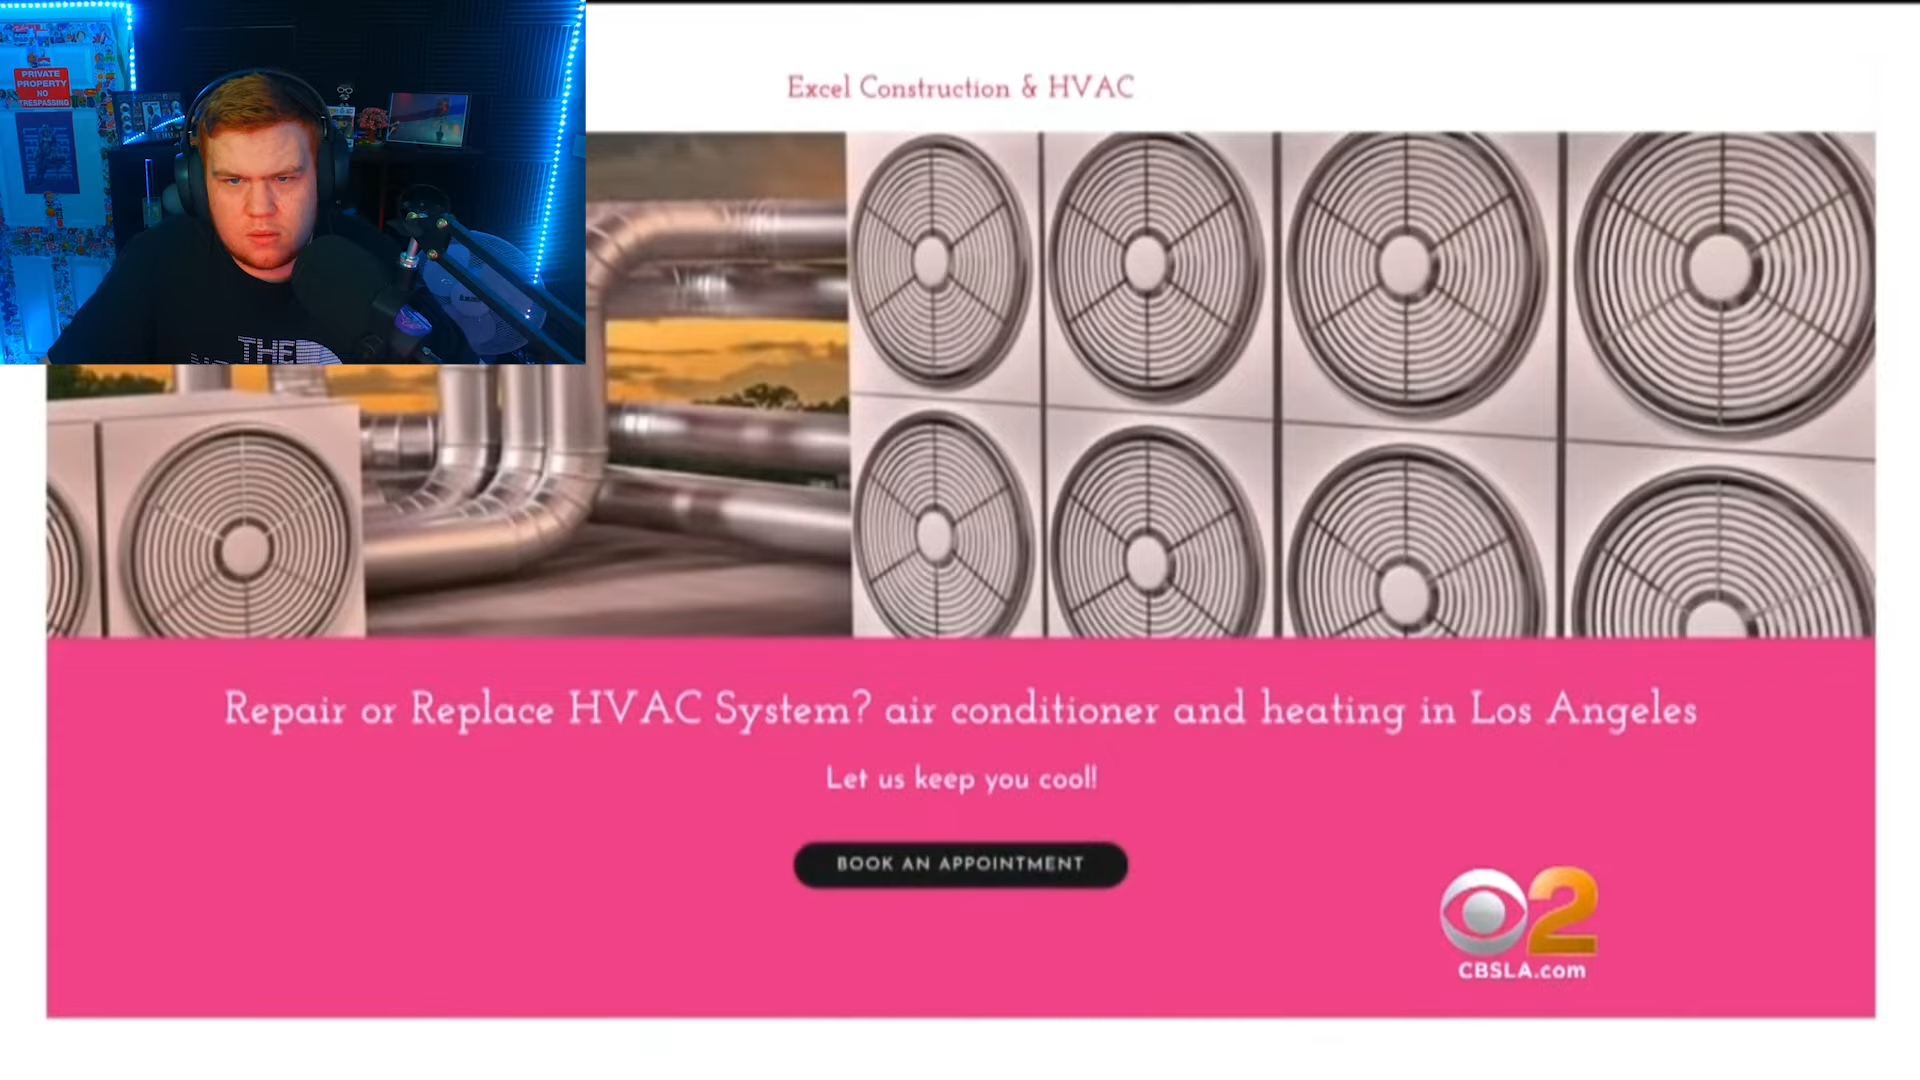 PRIVATE
PROPERTY
NO
TRESPASSING
THE
Excel Construction & HVAC
Repair or Replace HVAC System? air conditioner and heating in Los Angeles
Let us keep you cool!
BOOK AN APPOINTMENT
2
CBSLA.com